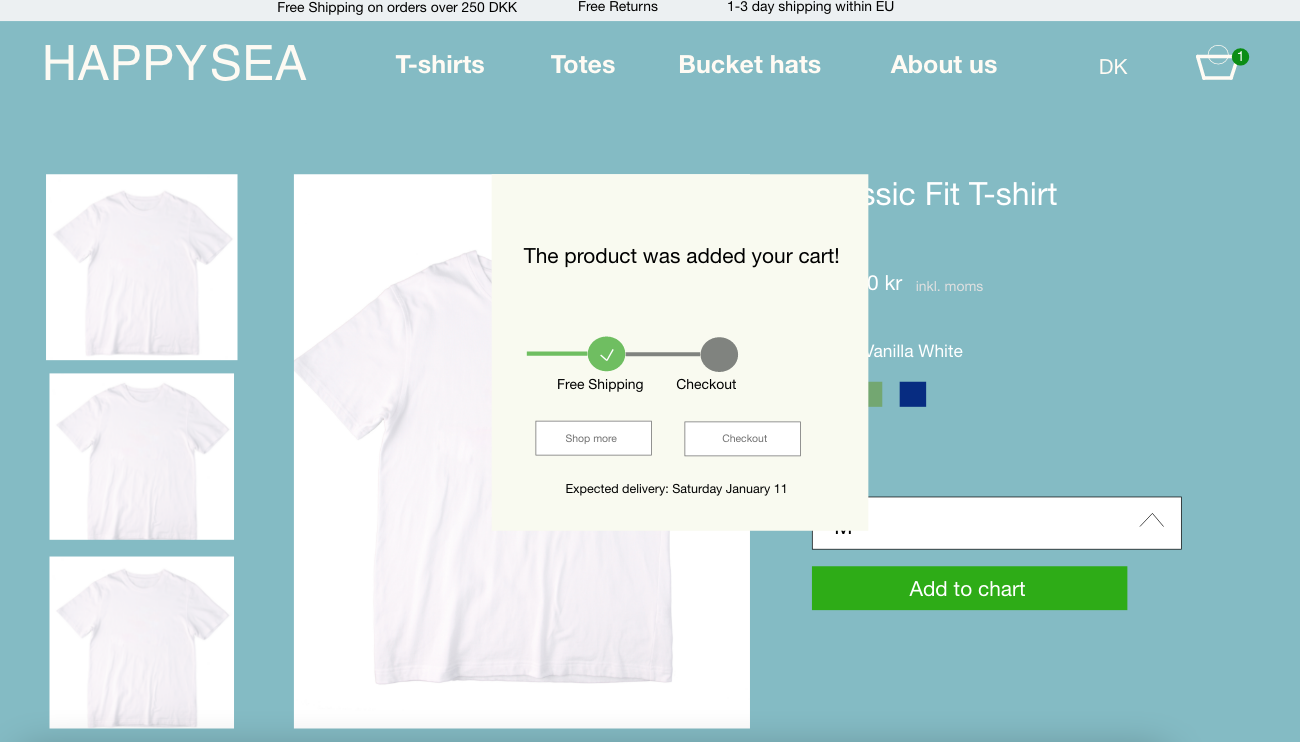 Free Shipping on orders over 250 DKK Free Returns 1-3 day shipping within EU
HAPPYSEA T-shirts Totes Bucket hats About us DK 1
ssic Fit T-shirt
The product was added your cart!
0 kr inkl. moms
Vanilla White
Free Shipping Checkout
Shop more Checkout
Expected delivery: Saturday January 11
M
Add to chart